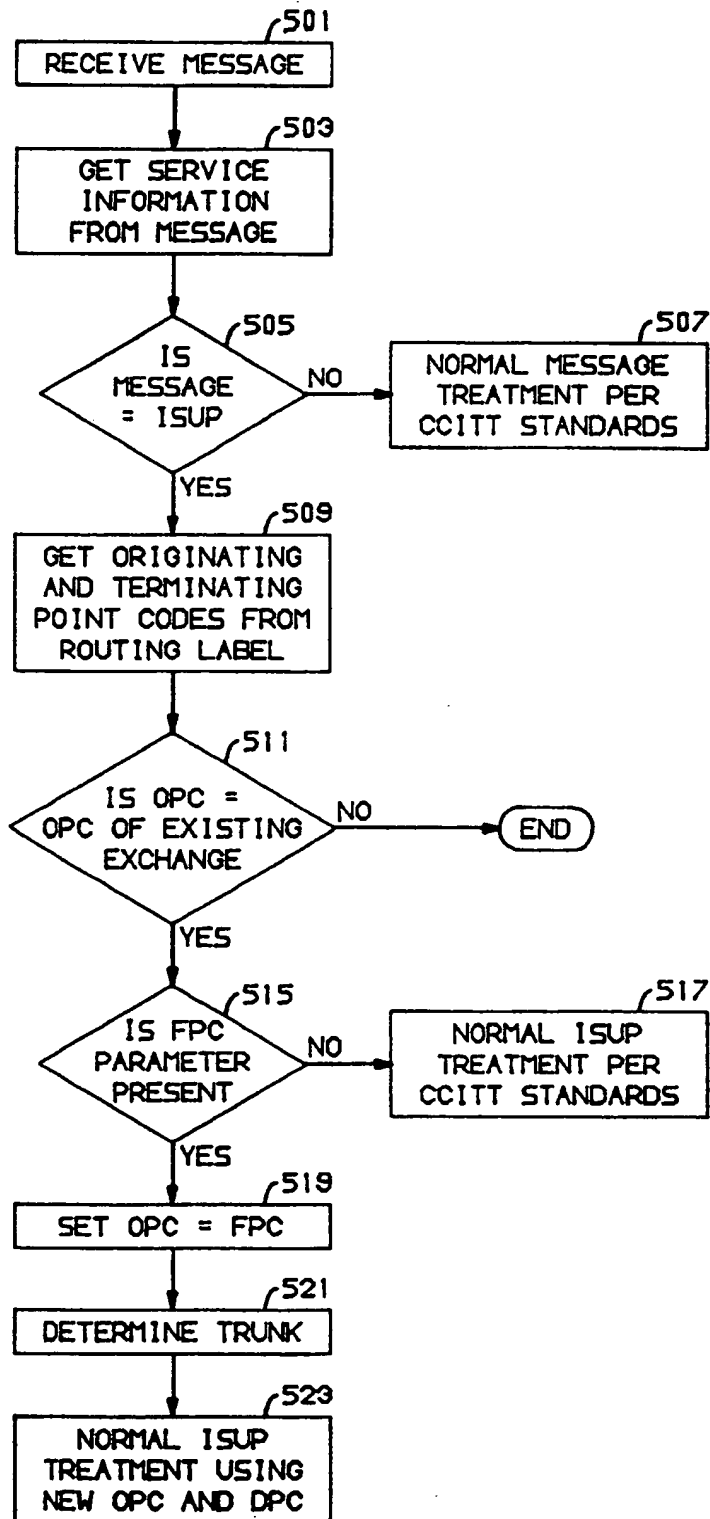 501
RECEIVE MESSAGE
503
GET SERVICE
INFORMATION
FROM MESSAGE
505
IS
MESSAGE
= ISUP
NO
507
NORMAL MESSAGE
TREATMENT PER
CCITT STANDARDS
YES
509
GET ORIGINATING
AND TERMINATING
POINT CODES FROM
ROUTING LABEL
511
IS OPC =
OPC OF EXISTING
EXCHANGE
NO
END
YES
515
IS FPC
PARAMETER
PRESENT
NO
517
NORMAL ISUP
TREATMENT PER
CCITT STANDARDS
YES
519
SET OPC = FPC
521
DETERMINE TRUNK
523
NORMAL ISUP
TREATMENT USING
NEW OPC AND DPC